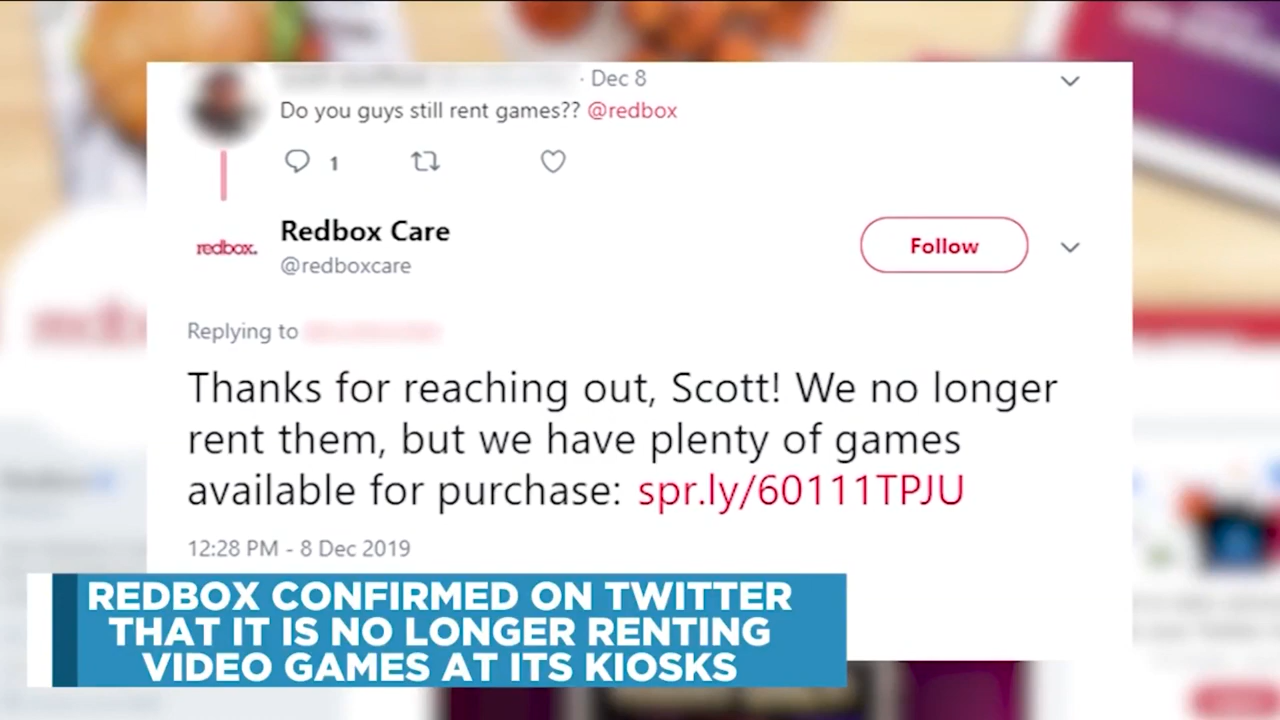 · Dec 8
Do you guys still rent games?? @redbox
1
Redbox Care
redbox.
@redboxcare
Follow
Replying to
Thanks for reaching out, Scott! We no longer
rent them, but we have plenty of games
available for purchase: spr.ly/60111TPJU
12:28 PM - 8 Dec 2019
REDBOX CONFIRMED ON TWITTER
THAT IT IS NO LONGER RENTING
VIDEO GAMES AT ITS KIOSKS